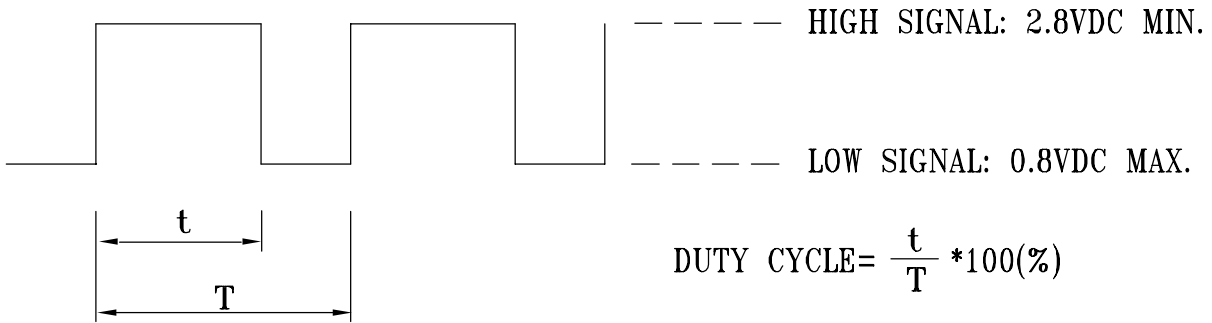 HIGH SIGNAL: 2.8VDC MIN.
LOW SIGNAL: 0.8VDC MAX.
t
T
DUTY CYCLE= t/T *100(%)